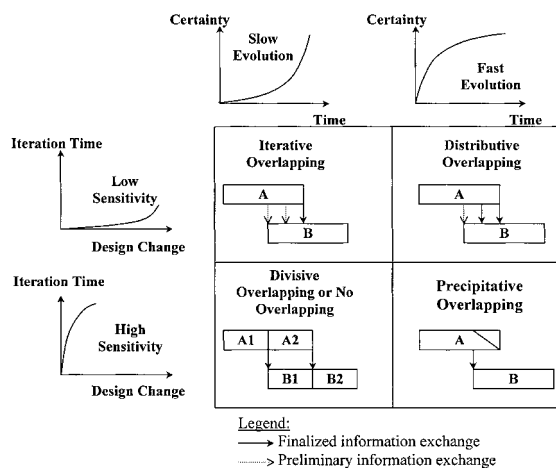 Certainty
Slow
Evolution
Time
Certainty
Fast
Evolution
Time
Iteration Time
Low
Sensitivity
Design Change
Iterative
Overlapping
A
B
Distributive
Overlapping
A
B
Iteration Time
High
Sensitivity
Design Change
Divisive
Overlapping or No
Overlapping
A1 A2
B1 B2
Precipitative
Overlapping
A
B
Legend:
Finalized information exchange
Preliminary information exchange